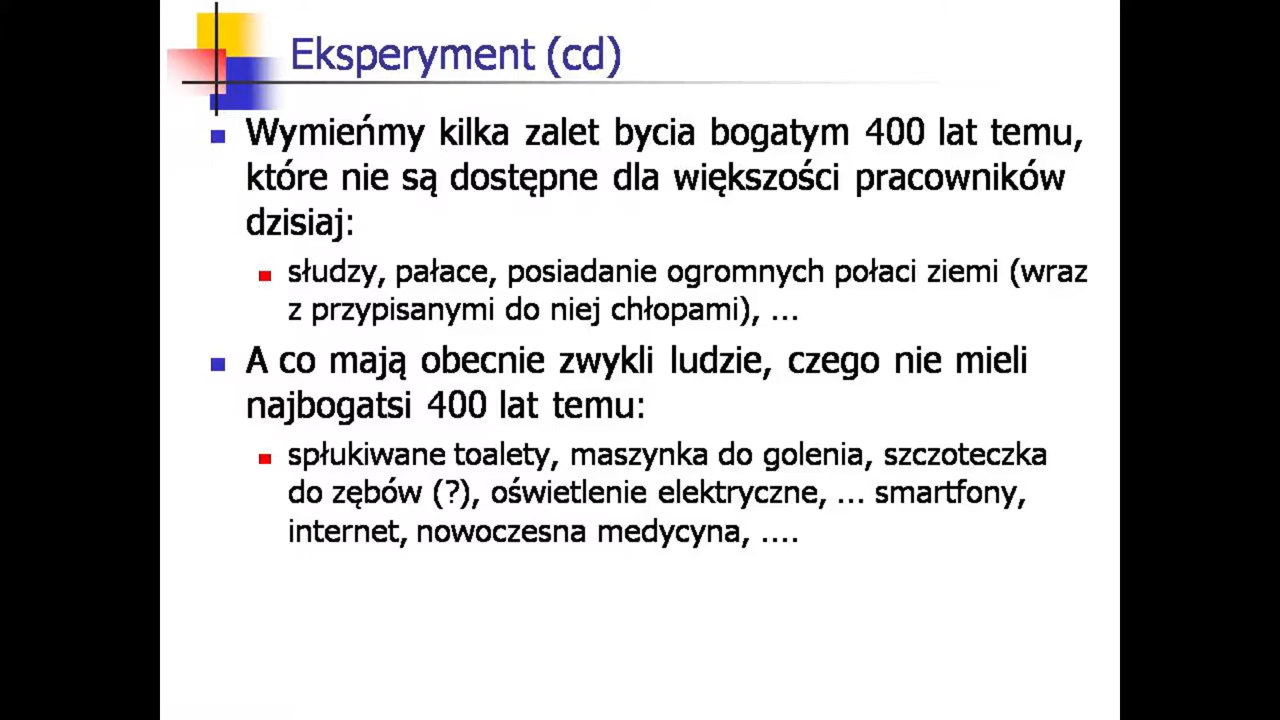 Eksperyment (cd)
Wymieńmy kilka zalet bycia bogatym 400 lat temu,
które nie są dostępne dla większości pracowników
dzisiaj:
słudzy, pałace, posiadanie ogromnych połaci ziemi (wraz
z przypisanymi do niej chłopami), ...
A co mają obecnie zwykli ludzie, czego nie mieli
najbogatsi 400 lat temu:
spłukiwane toalety, maszynka do golenia, szczoteczka
do zębów (?), oświetlenie elektryczne, ... smartfony,
internet, nowoczesna medycyna, ....